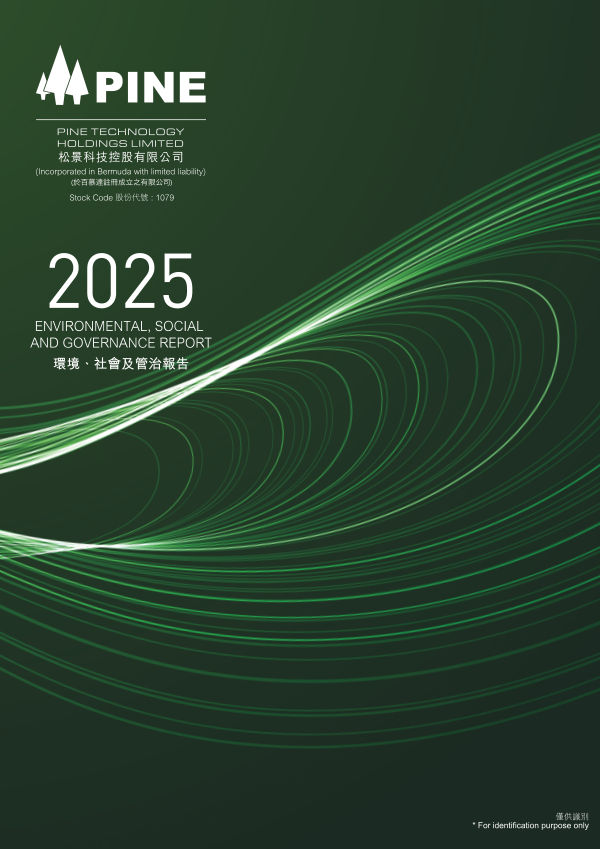 PINE
PINE TECHNOLOGY
HOLDINGS LIMITED
松景科技控股有限公司
(Incorporated in Bermuda with limited liability)
(於百慕達註冊成立之有限公司)
Stock Code 股份代號 : 1079
2025
ENVIRONMENTAL, SOCIAL
AND GOVERNANCE REPORT
環境、社會及管治報告
僅供識別
* For identification purpose only